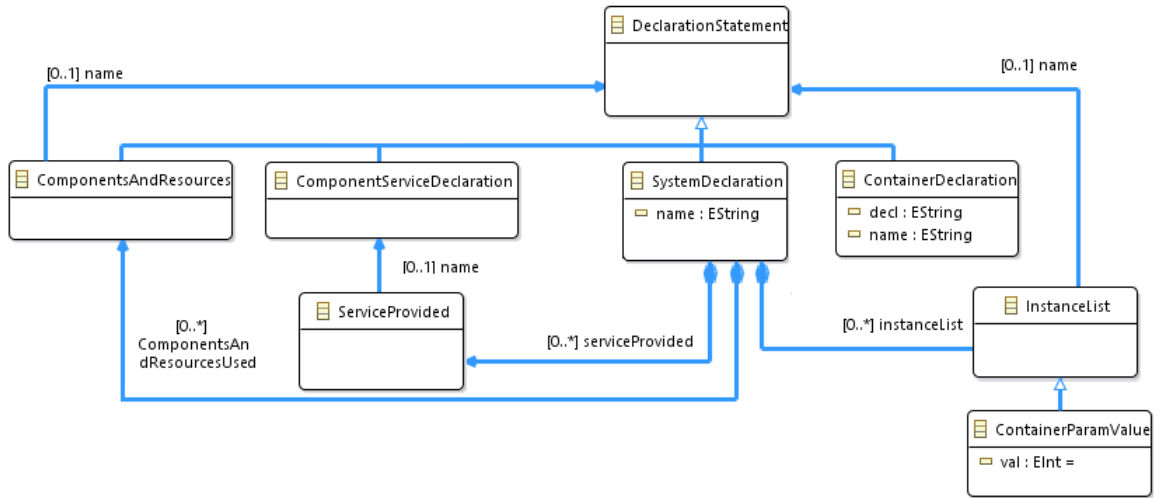 DeclarationStatement
[0..1] name
[0..1] name
ComponentsAndResources
ComponentServiceDeclaration
SystemDeclaration
name : EString
ContainerDeclaration
decl : EString
name : EString
[0..1] name
ServiceProvided
InstanceList
[0..*]
ComponentsAn
dResourcesUsed
[0..*] serviceProvided
[0..*] instanceList
ContainerParamValue
val : EInt =